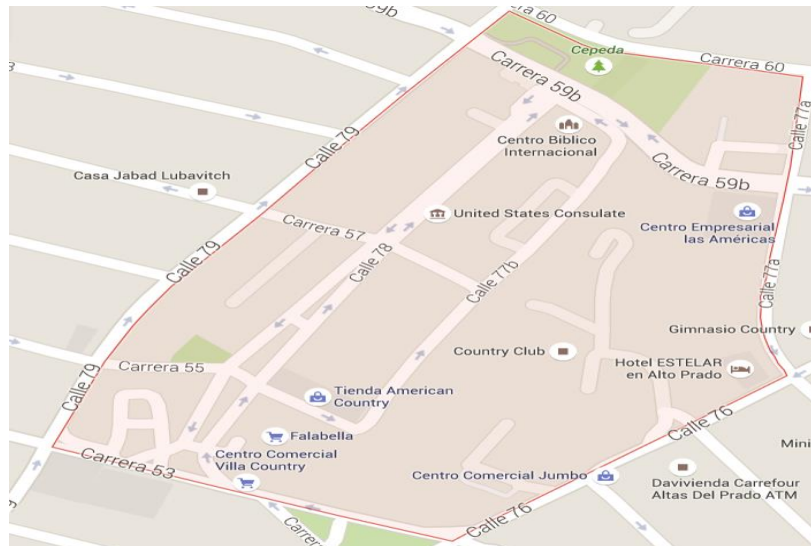 Carrera 60
Cepeda
Carrera 60
Carrera 59b
Calle 77a
Calle 79
Centro Biblico
Internacional
Carrera 59b
Casa Jabad Lubavitch
United States Consulate
Centro Empresarial
las Américas
Carrera 57
Calle 79
Calle 78
Calle 77b
Calle 77a
Gimnasio Country
Country Club
Hotel ESTELAR
en Alto Prado
Carrera 55
Calle 79
Tienda American
Country
Calle 76
Falabella
Mini
Centro Comercial
Villa Country
Carrera 53
Centro Comercial Jumbo
Davivienda Carrefour
Altas Del Prado ATM
Calle 76